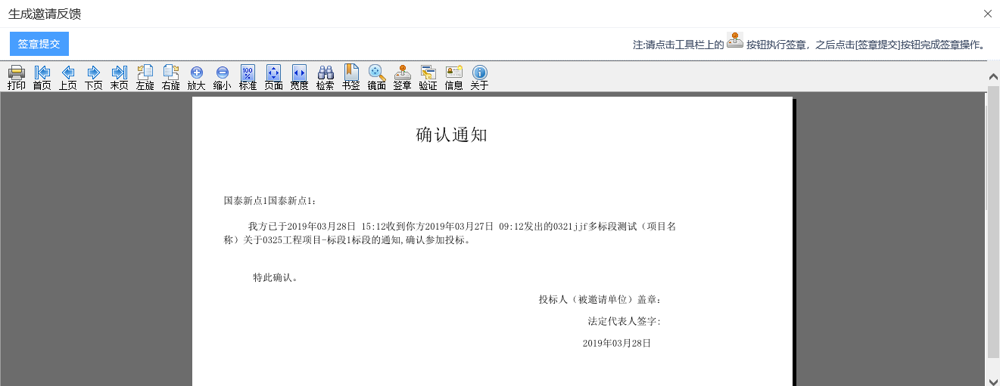 生成邀请反馈
签章提交
注:请点击工具栏上的 按钮执行签章，之后点击[签章提交]按钮完成签章操作。
打印 首页 上页 下页 末页 左旋 右旋 放大 缩小 标准 页面 宽度 检索 书签 镜面 签章 验证 信息 关于
确认通知
国泰新点1国泰新点1：
我方已于2019年03月28日 15:12收到你方2019年03月27日 09:12发出的0321jjf多标段测试（项目名
称）关于0325工程项目-标段1标段的通知,确认参加投标。
特此确认。
投标人（被邀请单位）盖章：
法定代表人签字:
2019年03月28日